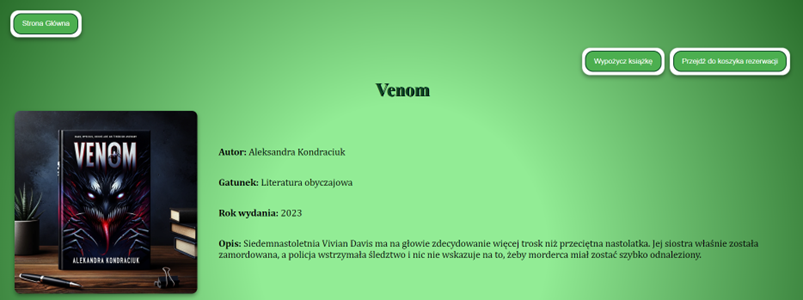 Strona Główna
Wypożycz książkę
Przejdź do koszyka rezerwacji
Venom
VENOM
ALEKSANDRA KONDRACIUK
Autor: Aleksandra Kondraciuk
Gatunek: Literatura obyczajowa
Rok wydania: 2023
Opis: Siedemnastoletnia Vivian Davis ma na głowie zdecydowanie więcej trosk niż przeciętna nastolatka. Jej siostra właśnie została
zamordowana, a policja wstrzymała śledztwo i nic nie wskazuje na to, żeby morderca miał zostać szybko odnaleziony.